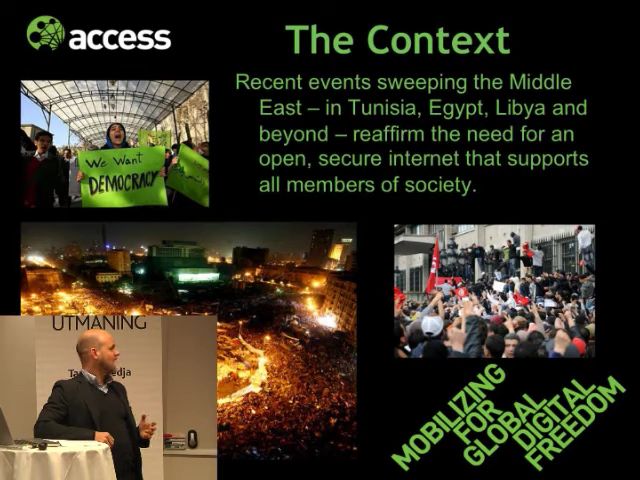 access
The Context
Recent events sweeping the Middle
East – in Tunisia, Egypt, Libya and
beyond – reaffirm the need for an
open, secure internet that supports
all members of society.
We Want
DEMOCRACY
UTMANING
MOBILIZING
FOR
GLOBAL
DIGITAL
FREEDOM